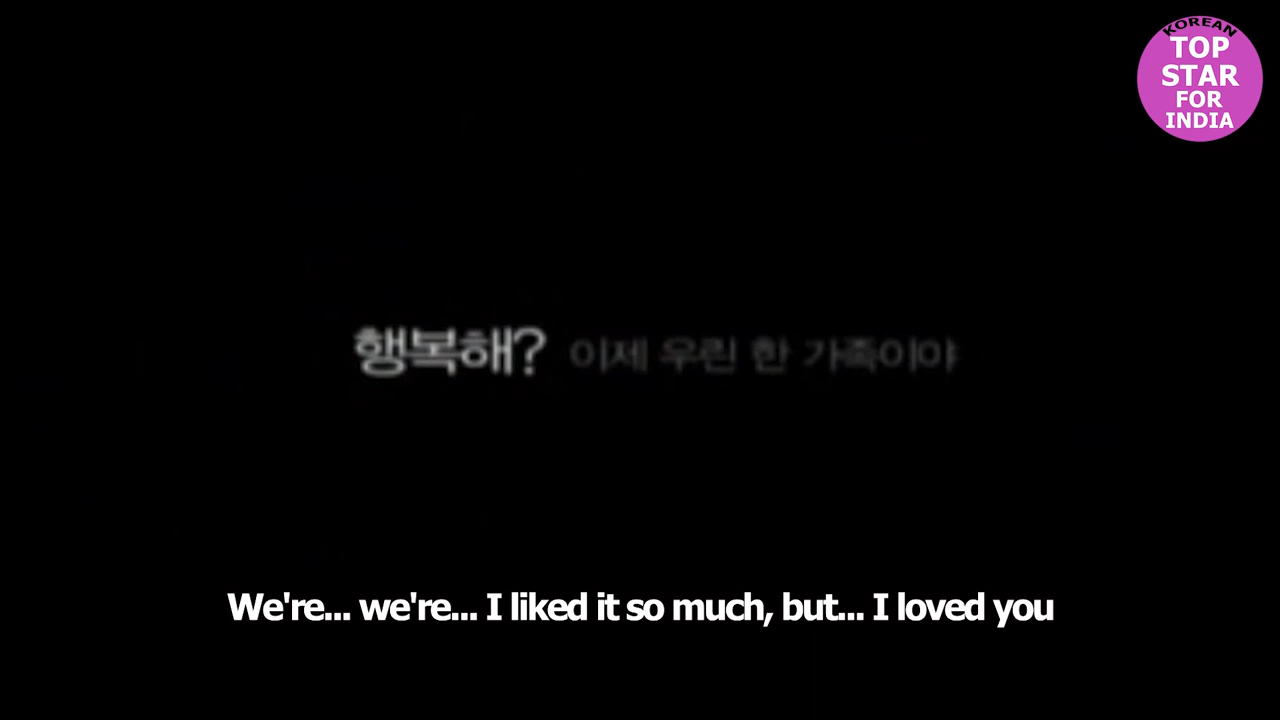 KOREAN
TOP
STAR
FOR
INDIA
행복해? 이제 우린 한 가족이야
We're... we're... I liked it so much, but... I loved you